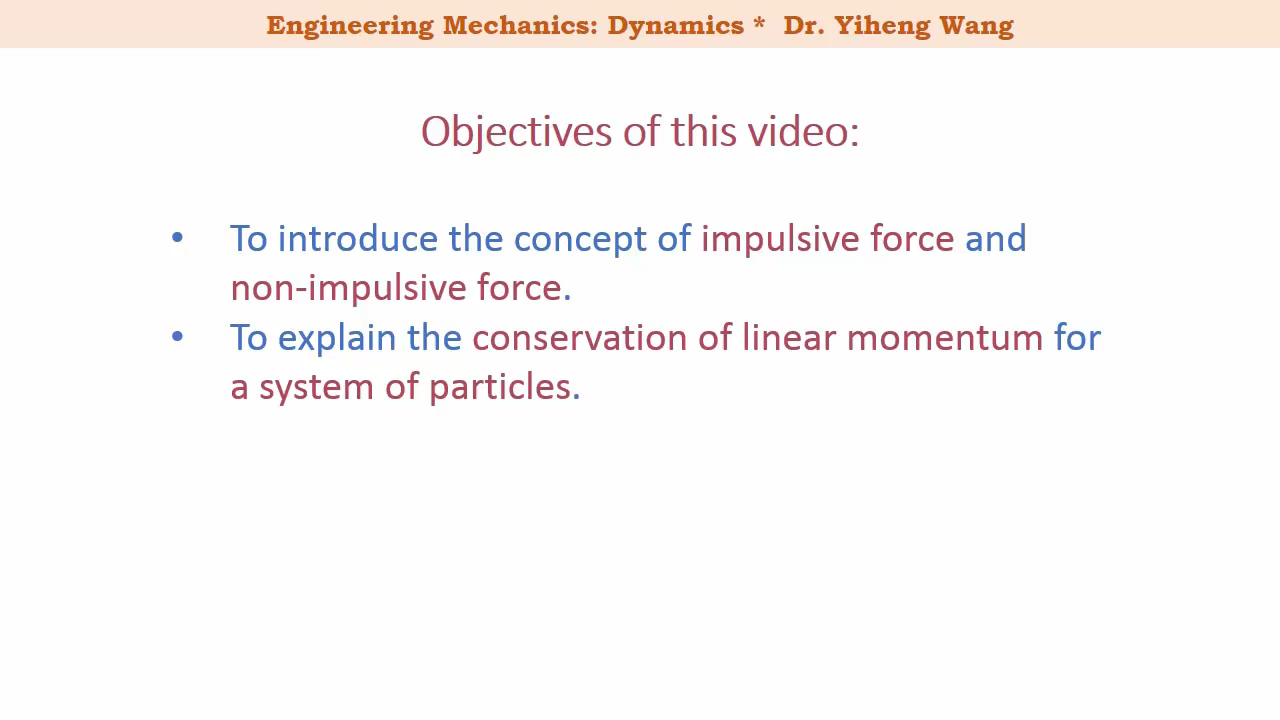 Engineering Mechanics: Dynamics * Dr. Yiheng Wang
Objectives of this video:
• To introduce the concept of impulsive force and
non-impulsive force.
• To explain the conservation of linear momentum for
a system of particles.